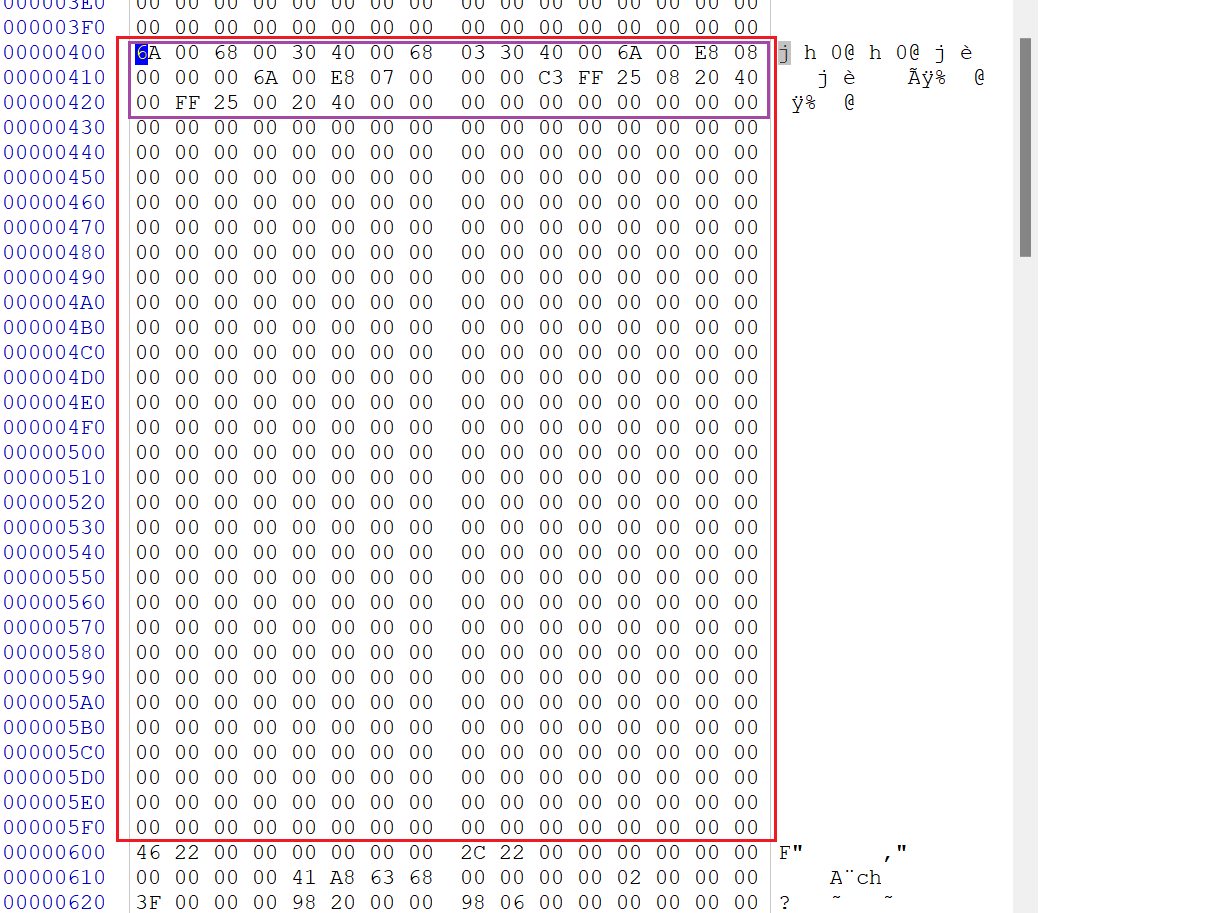 000003E0 00 00 00 00 00 00 00 00 00 00 00 00 00 00 00 00
000003F0 00 00 00 00 00 00 00 00 00 00 00 00 00 00 00 00
00000400 6A 00 68 00 30 40 00 68 03 30 40 00 6A 00 E8 08 j h 0@ h 0@ j è
00000410 00 00 00 6A 00 E8 07 00 00 00 C3 FF 25 08 20 40 j è Ãÿ% @
00000420 00 FF 25 00 20 40 00 00 00 00 00 00 00 00 00 00 ÿ% @
00000430 00 00 00 00 00 00 00 00 00 00 00 00 00 00 00 00
00000440 00 00 00 00 00 00 00 00 00 00 00 00 00 00 00 00
00000450 00 00 00 00 00 00 00 00 00 00 00 00 00 00 00 00
00000460 00 00 00 00 00 00 00 00 00 00 00 00 00 00 00 00
00000470 00 00 00 00 00 00 00 00 00 00 00 00 00 00 00 00
00000480 00 00 00 00 00 00 00 00 00 00 00 00 00 00 00 00
00000490 00 00 00 00 00 00 00 00 00 00 00 00 00 00 00 00
000004A0 00 00 00 00 00 00 00 00 00 00 00 00 00 00 00 00
000004B0 00 00 00 00 00 00 00 00 00 00 00 00 00 00 00 00
000004C0 00 00 00 00 00 00 00 00 00 00 00 00 00 00 00 00
000004D0 00 00 00 00 00 00 00 00 00 00 00 00 00 00 00 00
000004E0 00 00 00 00 00 00 00 00 00 00 00 00 00 00 00 00
000004F0 00 00 00 00 00 00 00 00 00 00 00 00 00 00 00 00
00000500 00 00 00 00 00 00 00 00 00 00 00 00 00 00 00 00
00000510 00 00 00 00 00 00 00 00 00 00 00 00 00 00 00 00
00000520 00 00 00 00 00 00 00 00 00 00 00 00 00 00 00 00
00000530 00 00 00 00 00 00 00 00 00 00 00 00 00 00 00 00
00000540 00 00 00 00 00 00 00 00 00 00 00 00 00 00 00 00
00000550 00 00 00 00 00 00 00 00 00 00 00 00 00 00 00 00
00000560 00 00 00 00 00 00 00 00 00 00 00 00 00 00 00 00
00000570 00 00 00 00 00 00 00 00 00 00 00 00 00 00 00 00
00000580 00 00 00 00 00 00 00 00 00 00 00 00 00 00 00 00
00000590 00 00 00 00 00 00 00 00 00 00 00 00 00 00 00 00
000005A0 00 00 00 00 00 00 00 00 00 00 00 00 00 00 00 00
000005B0 00 00 00 00 00 00 00 00 00 00 00 00 00 00 00 00
000005C0 00 00 00 00 00 00 00 00 00 00 00 00 00 00 00 00
000005D0 00 00 00 00 00 00 00 00 00 00 00 00 00 00 00 00
000005E0 00 00 00 00 00 00 00 00 00 00 00 00 00 00 00 00
000005F0 00 00 00 00 00 00 00 00 00 00 00 00 00 00 00 00
00000600 46 22 00 00 00 00 00 00 2C 22 00 00 00 00 00 00 F" ,"
00000610 00 00 00 00 41 A8 63 68 00 00 00 00 02 00 00 00 A¨ch
00000620 3F 00 00 00 98 20 00 00 98 06 00 00 00 00 00 00 ? ˜ ˜